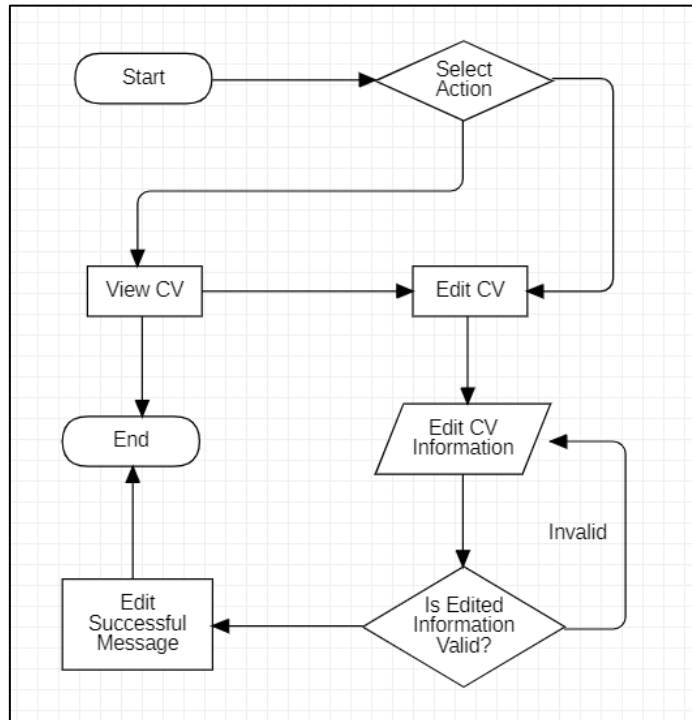 Start
Select
Action
View CV
Edit CV
End
Edit CV
Information
Invalid
Edit
Successful
Message
Is Edited
Information
Valid?